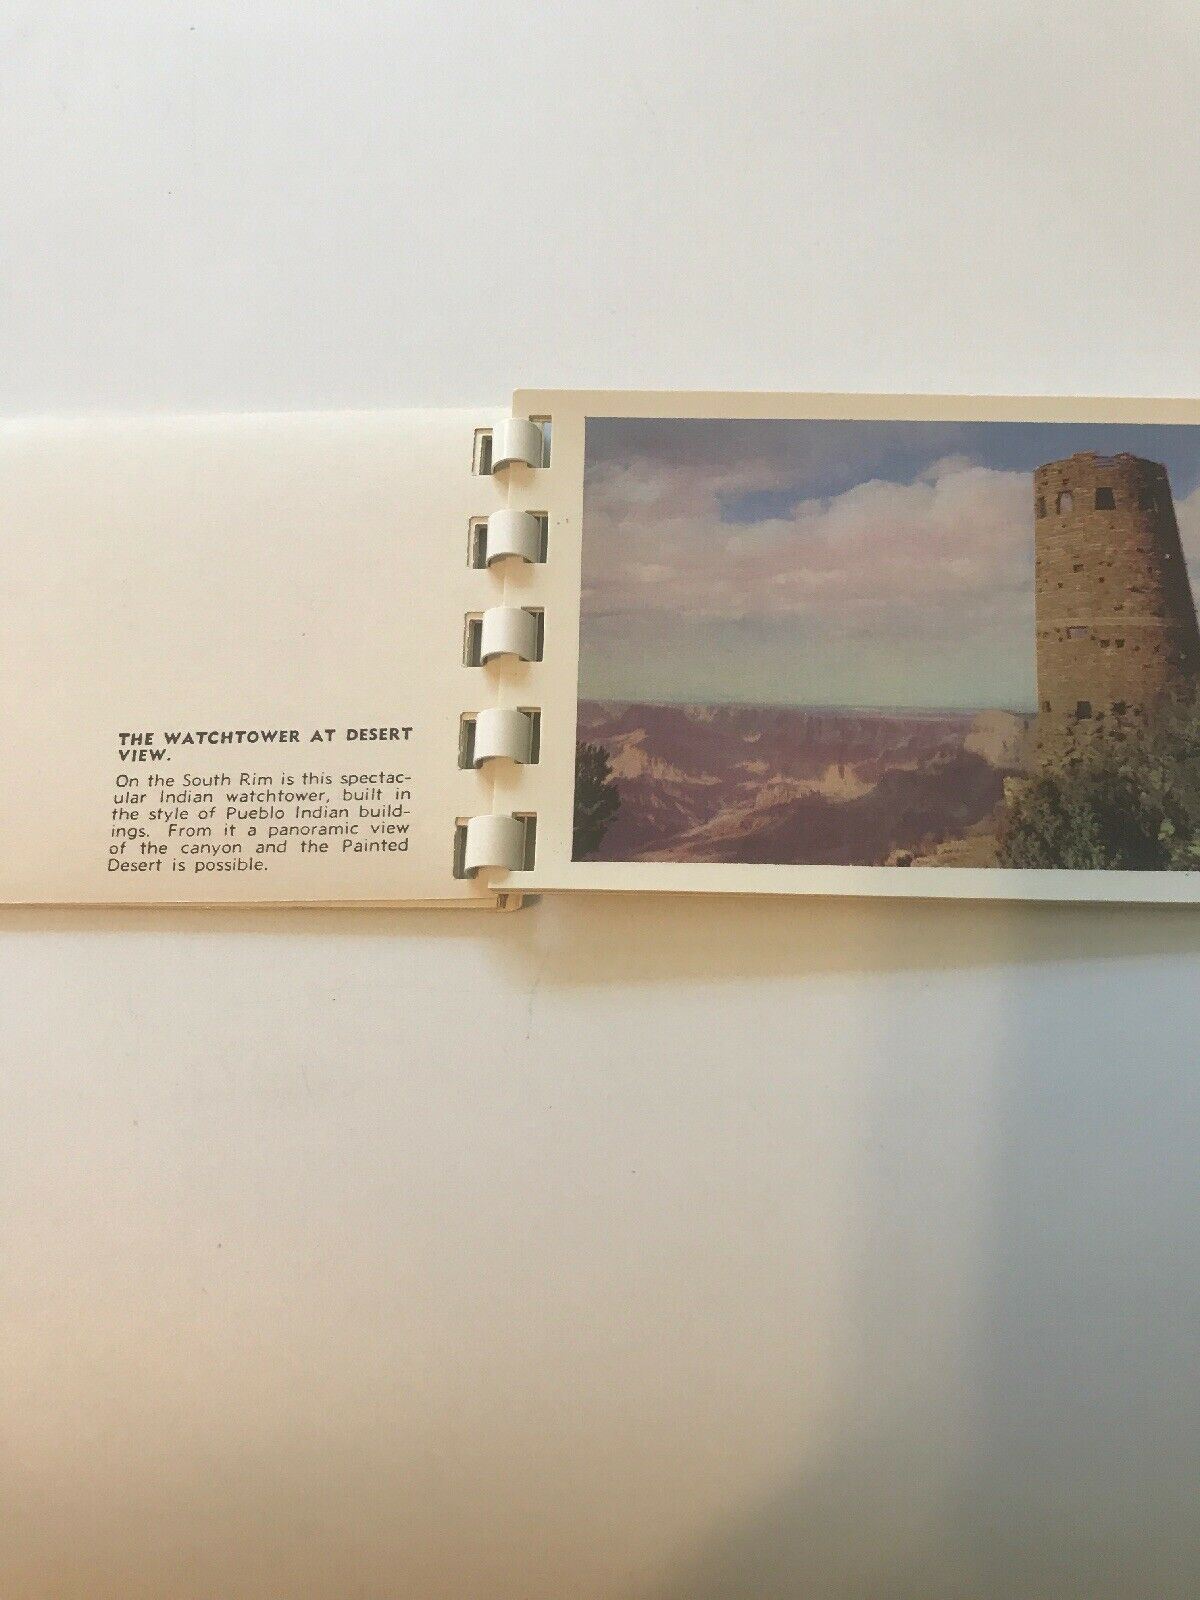 THE WATCHTOWER AT DESERT
VIEW.
On the South Rim is this spectac-
ular Indian watchtower, built in
the style of Pueblo Indian build-
ings. From it a panoramic view
of the canyon and the Painted
Desert is possible.